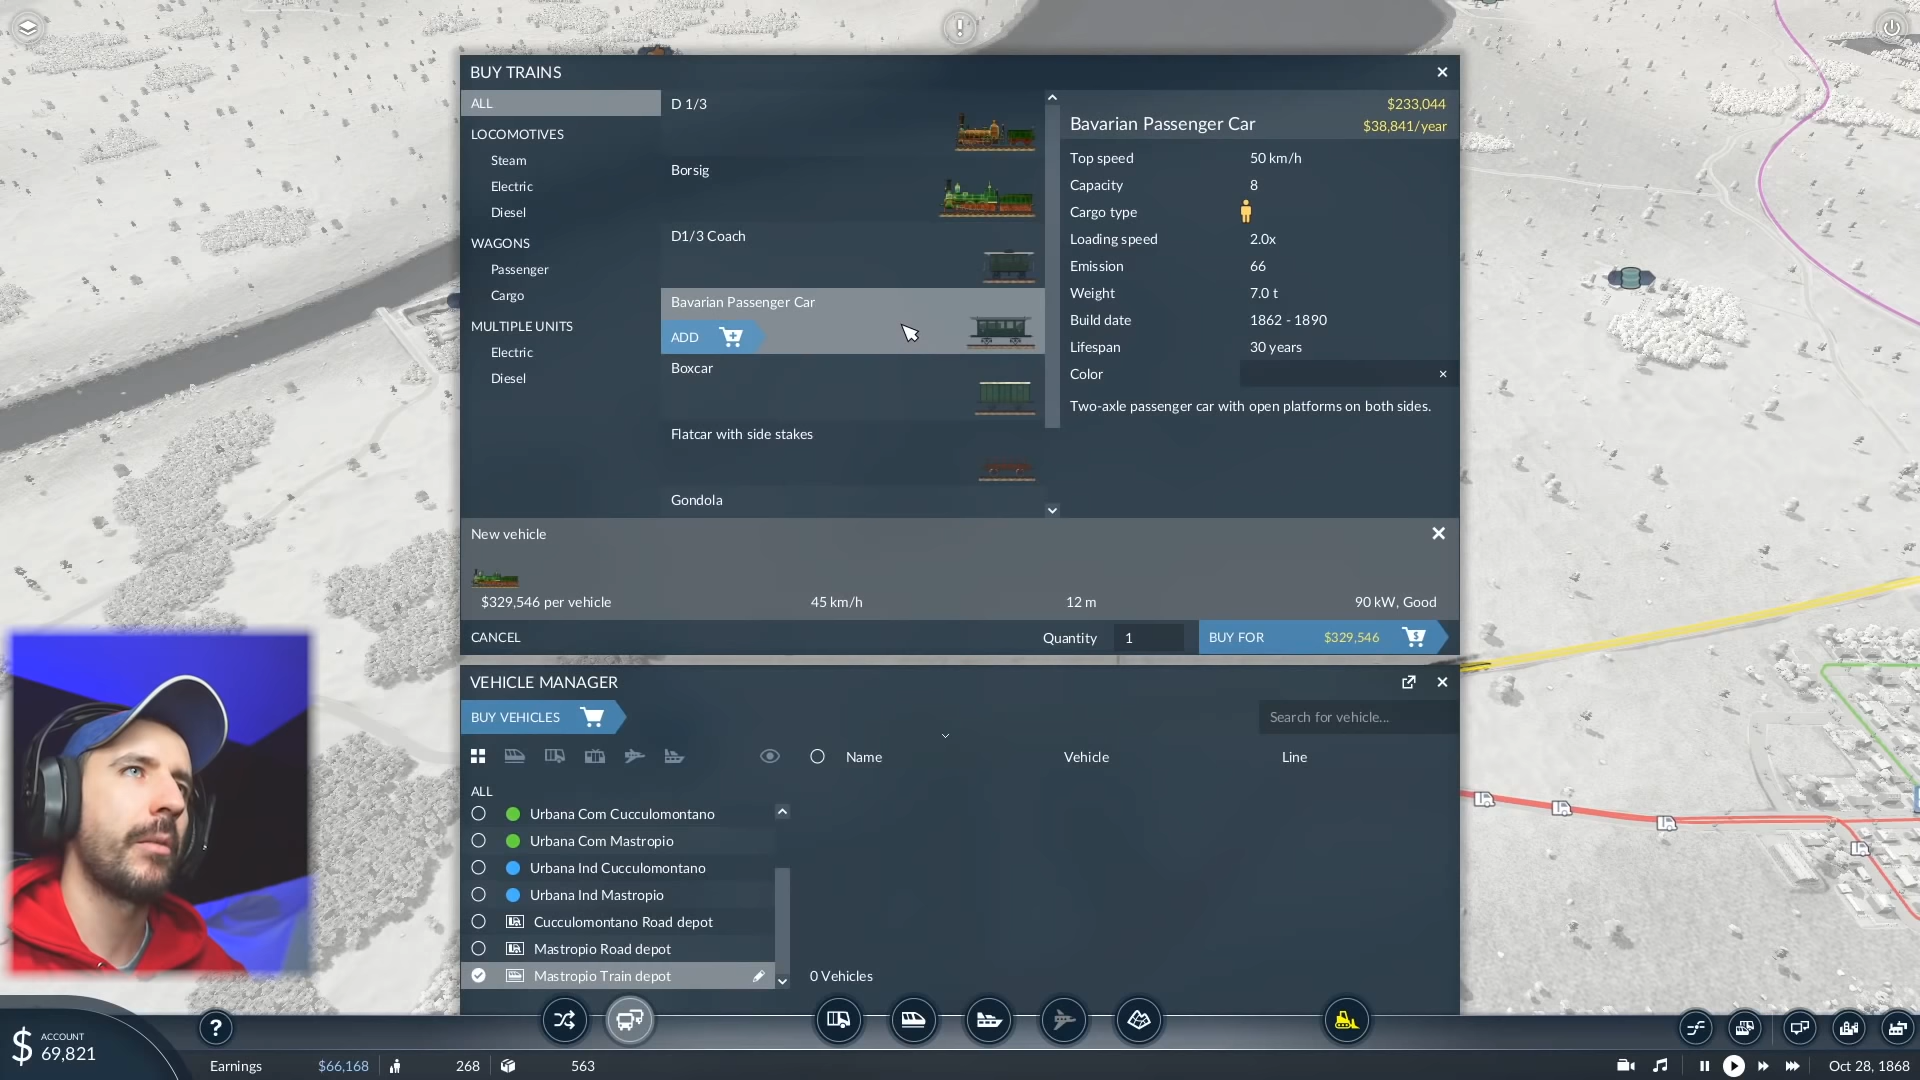 BUY TRAINS
ALL
LOCOMOTIVES
Steam
Electric
Diesel
WAGONS
Passenger
Cargo
MULTIPLE UNITS
Electric
Diesel
D 1/3
Borsig
D1/3 Coach
Bavarian Passenger Car
ADD
Boxcar
Flatcar with side stakes
Gondola
$233,044
Bavarian Passenger Car
$38,841/year
Top speed 50 km/h
Capacity 8
Cargo type
Loading speed 2.0x
Emission 66
Weight 7.0 t
Build date 1862 - 1890
Lifespan 30 years
Color
Two-axle passenger car with open platforms on both sides.
New vehicle
$329,546 per vehicle 45 km/h 12 m 90 kW, Good
CANCEL Quantity 1 BUY FOR $329,546
VEHICLE MANAGER
BUY VEHICLES Search for vehicle...
Name Vehicle Line
ALL
Urbana Com Cucculomontano
Urbana Com Mastropio
Urbana Ind Cucculomontano
Urbana Ind Mastropio
Cucculomontano Road depot
Mastropio Road depot
Mastropio Train depot
0 Vehicles
$ ACCOUNT
69,821
?
Earnings $66,168 268 563
Oct 28, 1868